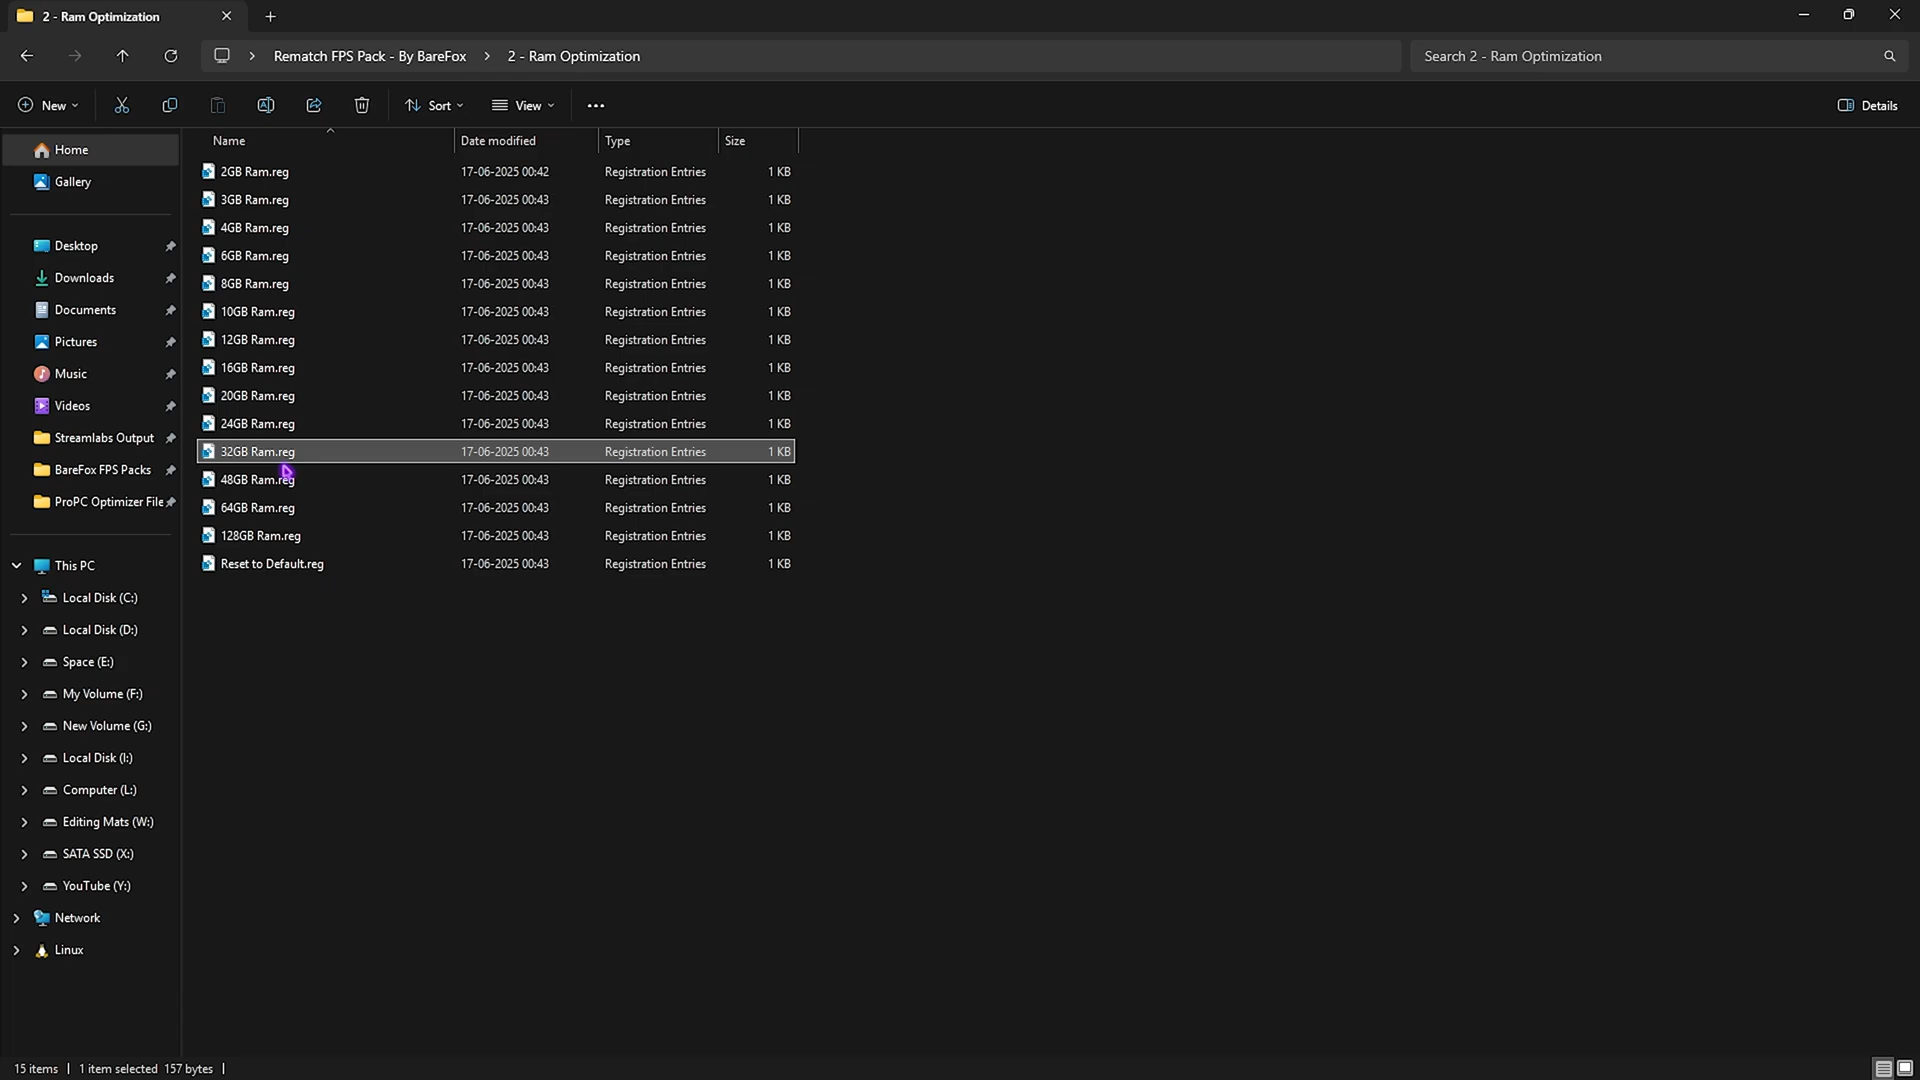 2 - Ram Optimization
Rematch FPS Pack - By BareFox
2 - Ram Optimization
Search 2 - Ram Optimization
New
Sort
View
Details
Name Date modified Type Size
Home
Gallery
Desktop
Downloads
Documents
Pictures
Music
Videos
Streamlabs Output
BareFox FPS Packs
ProPC Optimizer File
This PC
Local Disk (C:)
Local Disk (D:)
Space (E:)
My Volume (F:)
New Volume (G:)
Local Disk (I:)
Computer (L:)
Editing Mats (W:)
SATA SSD (X:)
YouTube (Y:)
Network
Linux
2GB Ram.reg 17-06-2025 00:42 Registration Entries 1 KB
3GB Ram.reg 17-06-2025 00:43 Registration Entries 1 KB
4GB Ram.reg 17-06-2025 00:43 Registration Entries 1 KB
6GB Ram.reg 17-06-2025 00:43 Registration Entries 1 KB
8GB Ram.reg 17-06-2025 00:43 Registration Entries 1 KB
10GB Ram.reg 17-06-2025 00:43 Registration Entries 1 KB
12GB Ram.reg 17-06-2025 00:43 Registration Entries 1 KB
16GB Ram.reg 17-06-2025 00:43 Registration Entries 1 KB
20GB Ram.reg 17-06-2025 00:43 Registration Entries 1 KB
24GB Ram.reg 17-06-2025 00:43 Registration Entries 1 KB
32GB Ram.reg 17-06-2025 00:43 Registration Entries 1 KB
48GB Ram.reg 17-06-2025 00:43 Registration Entries 1 KB
64GB Ram.reg 17-06-2025 00:43 Registration Entries 1 KB
128GB Ram.reg 17-06-2025 00:43 Registration Entries 1 KB
Reset to Default.reg 17-06-2025 00:43 Registration Entries 1 KB
15 items 1 item selected 157 bytes